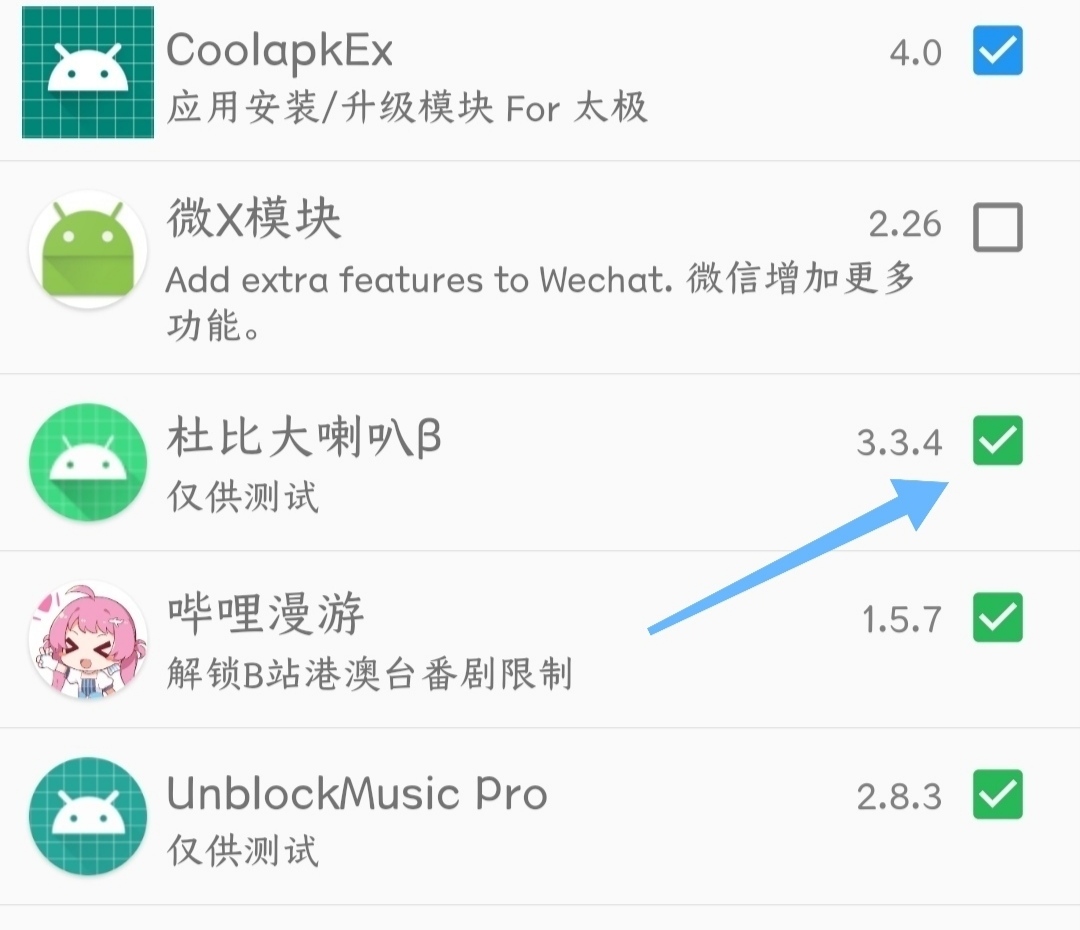 CoolapkEx
4.0
应用安装/升级模块 For 太极
微X模块
2.26
Add extra features to Wechat. 微信增加更多
功能。
杜比大喇叭β
3.3.4
仅供测试
哔哩漫游
1.5.7
解锁B站港澳台番剧限制
UnblockMusic Pro
2.8.3
仅供测试